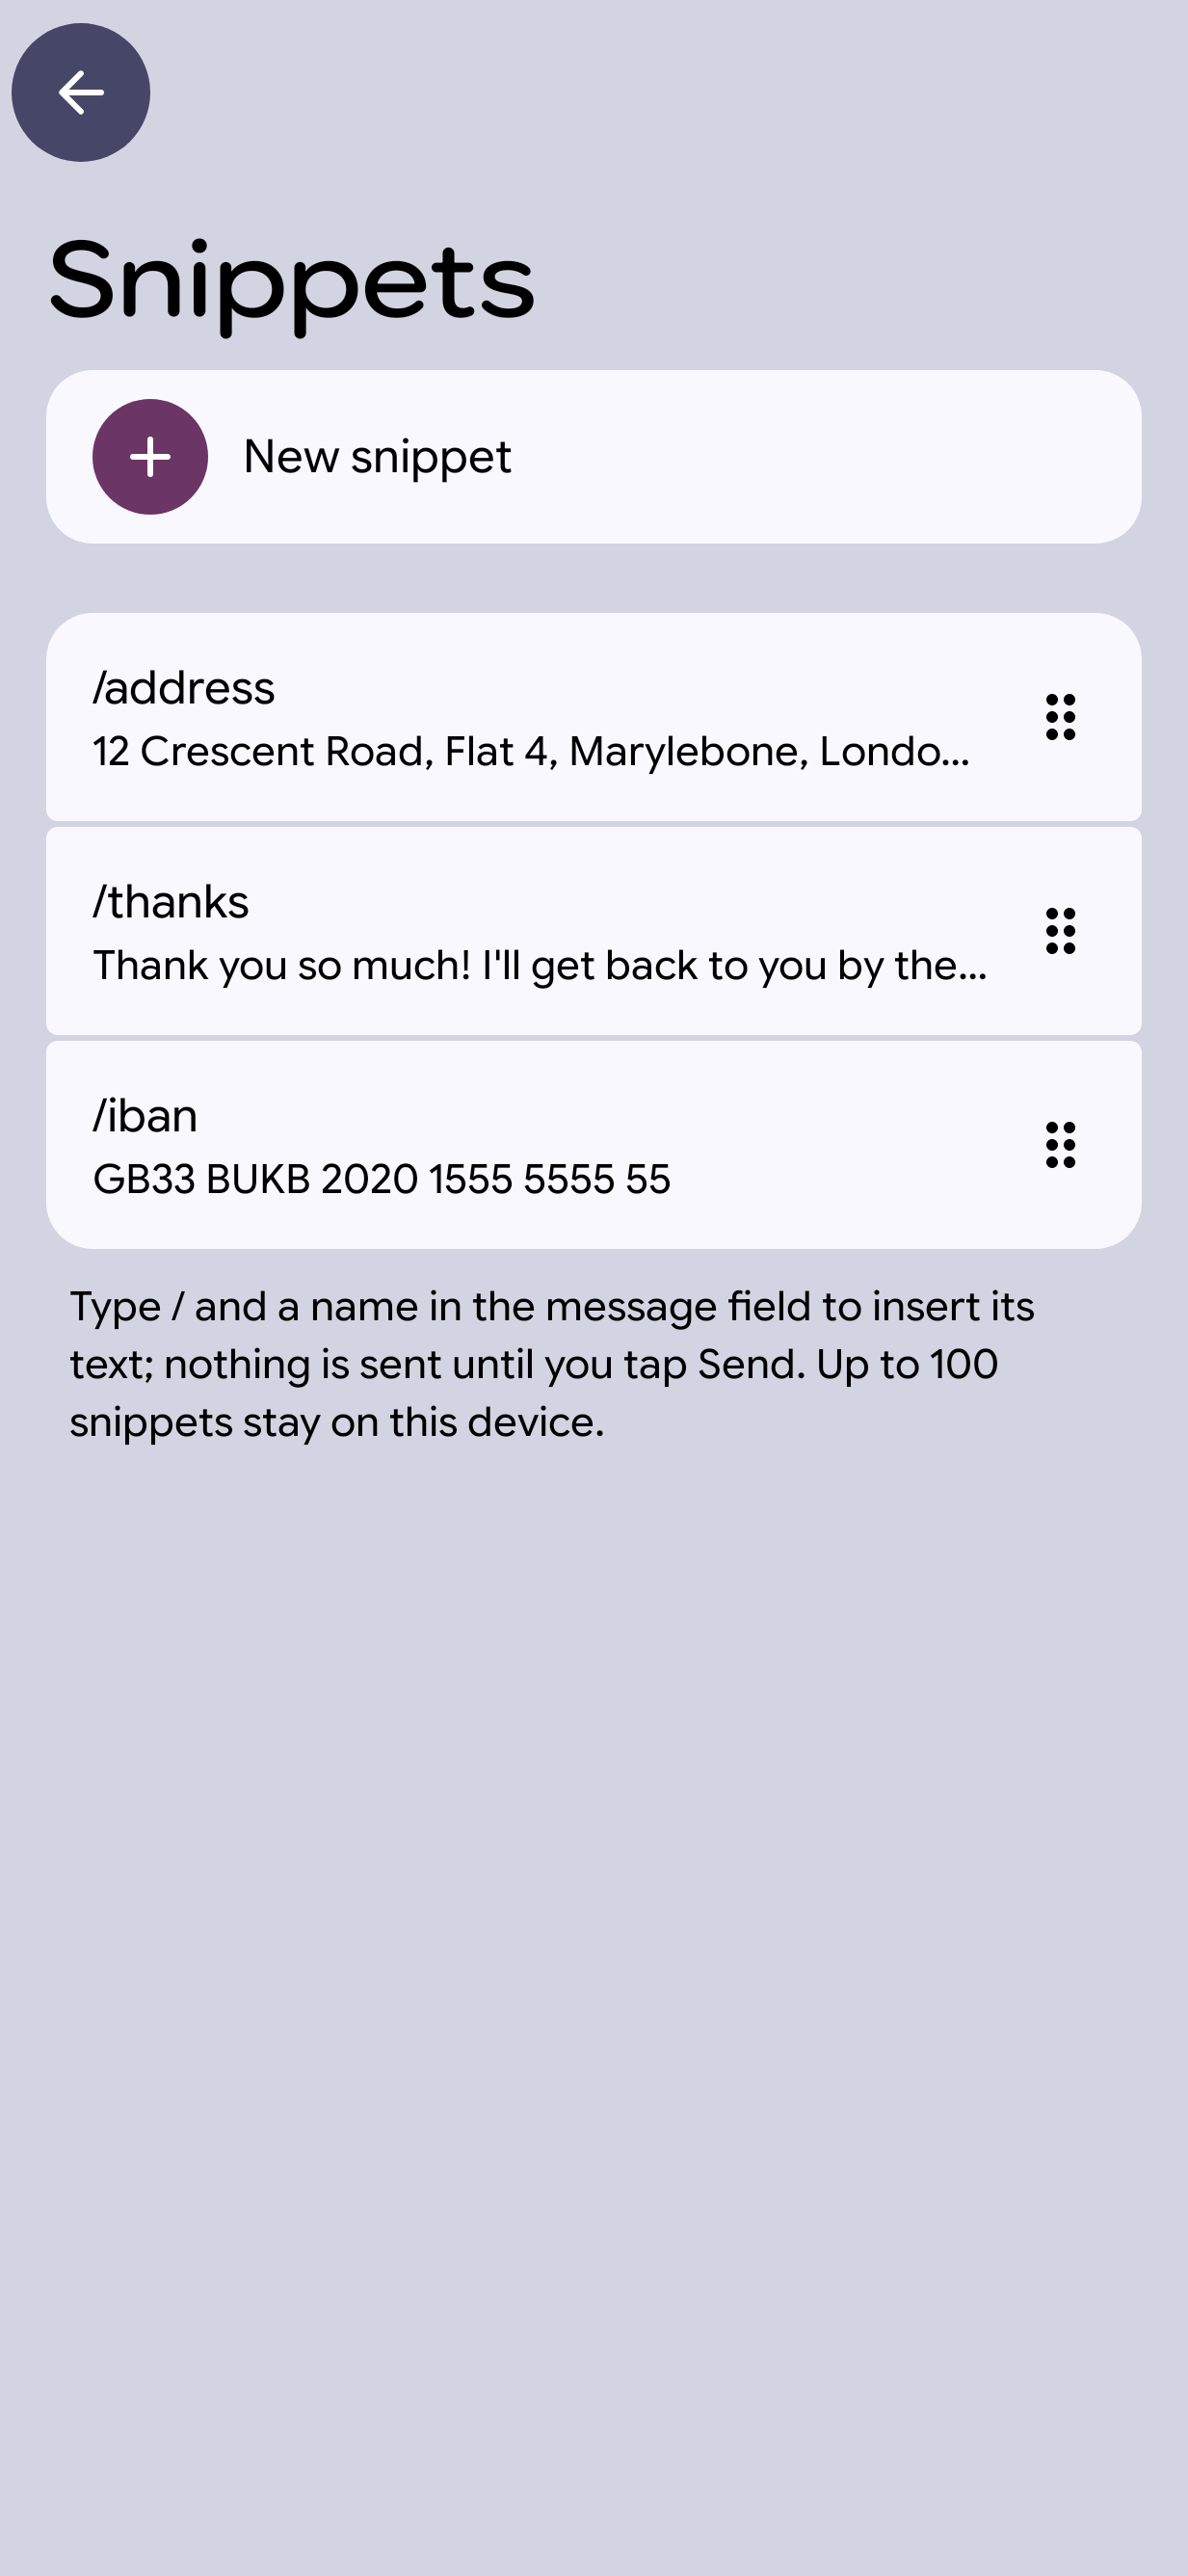 Snippets
New snippet
/address
12 Crescent Road, Flat 4, Marylebone, Londo...
/thanks
Thank you so much! I'll get back to you by the...
/iban
GB33 BUKB 2020 1555 5555 55
Type / and a name in the message field to insert its
text; nothing is sent until you tap Send. Up to 100
snippets stay on this device.